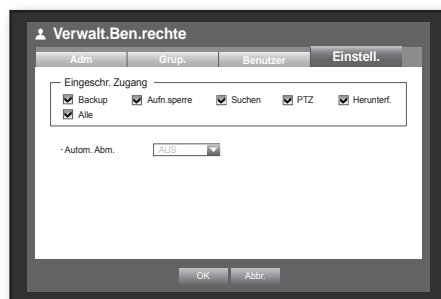 Verwalt.Ben.rechte
Adm Grup. Benutzer Einstell.
Eingeschr. Zugang
Backup Aufn.sperre Suchen PTZ Herunterf.
Alle
· Autom. Abm. AUS
OK Abbr.